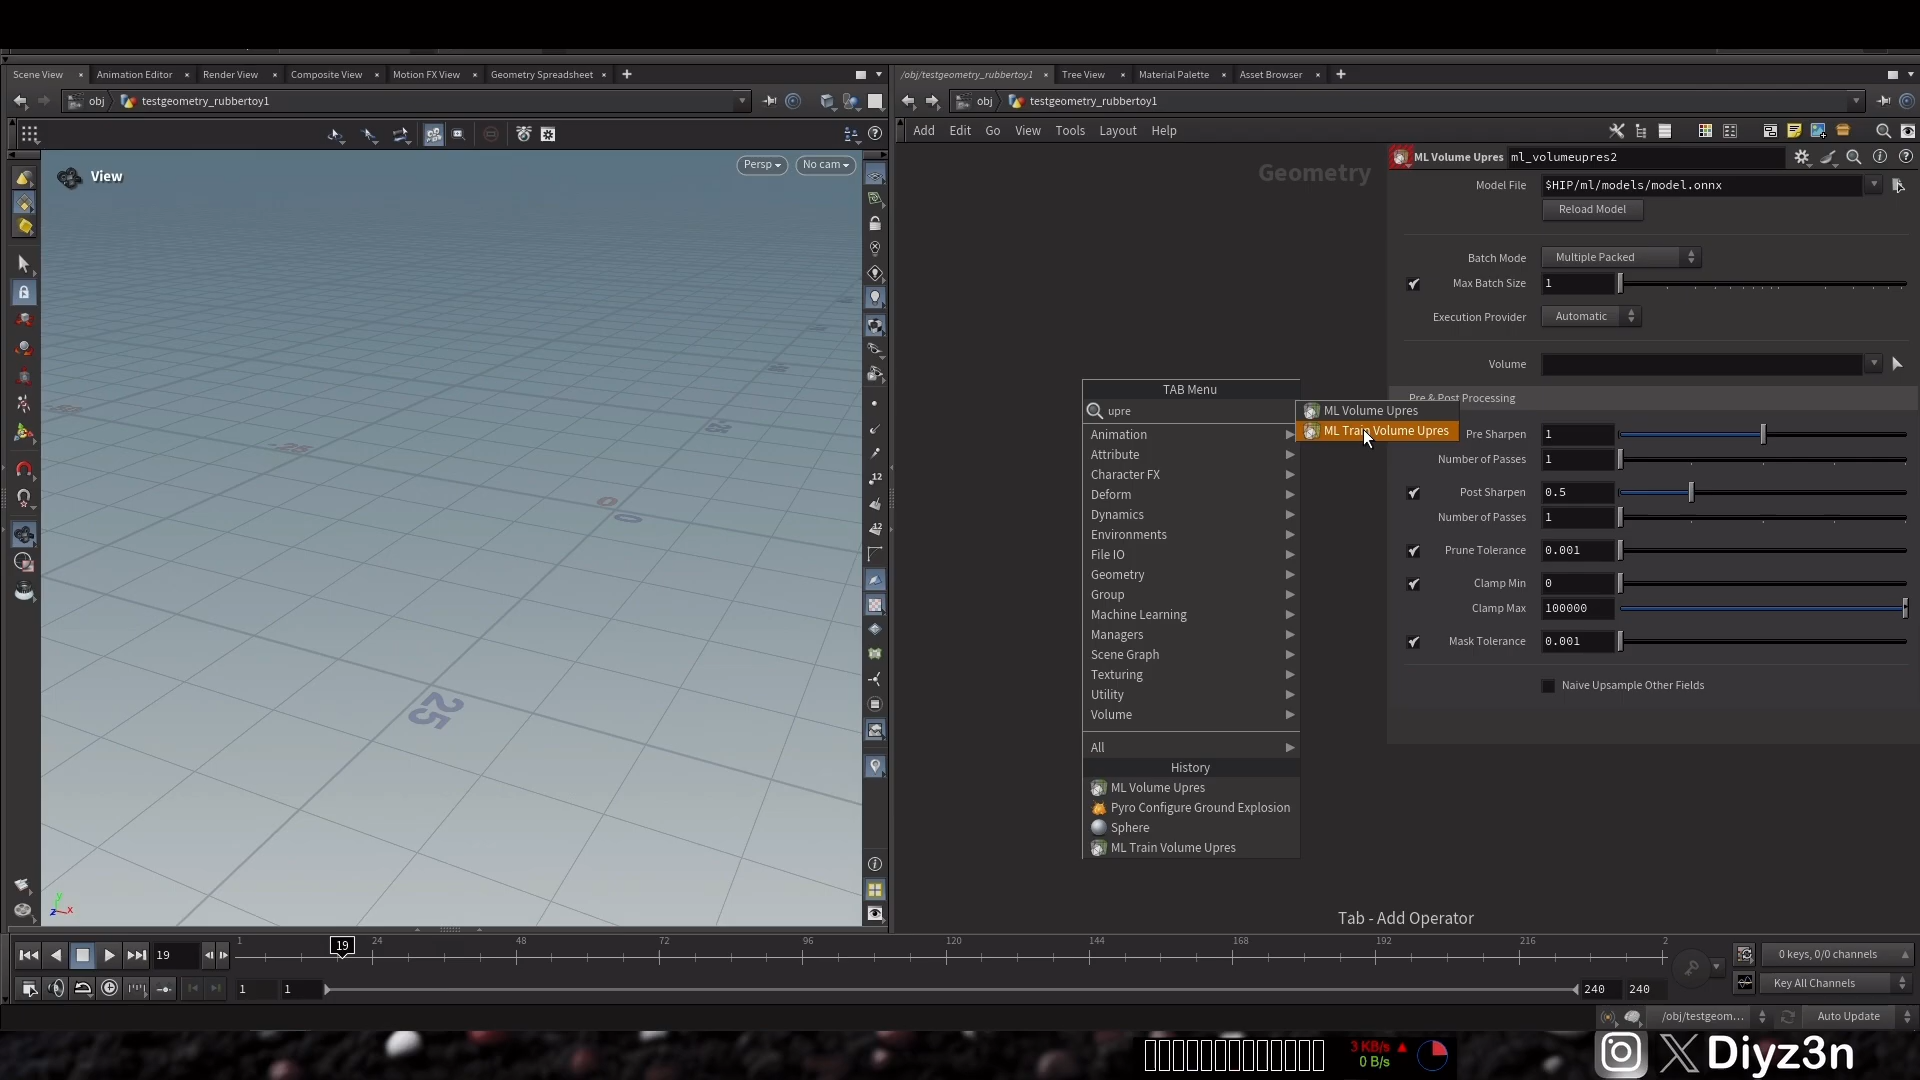 Scene View
Animation Editor
Render View
Composite View
Motion FX View
Geometry Spreadsheet
obj
testgeometry_rubbertoy1
View
Persp
No cam
25
0
0
25
-25
12
12
y
z
x
/obj/testgeometry_rubbertoy1
Tree View
Material Palette
Asset Browser
obj
testgeometry_rubbertoy1
Add
Edit
Go
View
Tools
Layout
Help
Geometry
TAB Menu
upre
Animation
Attribute
Character FX
Deform
Dynamics
Environments
File IO
Geometry
Group
Machine Learning
Managers
Scene Graph
Texturing
Utility
Volume
All
History
ML Volume Upres
Pyro Configure Ground Explosion
Sphere
ML Train Volume Upres
ML Volume Upres
ML Train Volume Upres
Tab - Add Operator
ML Volume Upres
ml_volumeupres2
Model File
$HIP/ml/models/model.onnx
Reload Model
Batch Mode
Multiple Packed
Max Batch Size
1
Execution Provider
Automatic
Volume
Pre & Post Processing
Pre Sharpen
1
Number of Passes
1
Post Sharpen
0.5
Number of Passes
1
Prune Tolerance
0.001
Clamp Min
0
Clamp Max
100000
Mask Tolerance
0.001
Naive Upsample Other Fields
19
1
19
24
48
72
96
120
144
168
192
216
2
0 keys, 0/0 channels
1
1
240
240
Key All Channels
/obj/testgeom...
Auto Update
3 KB/s
0 B/s
Diyz3n